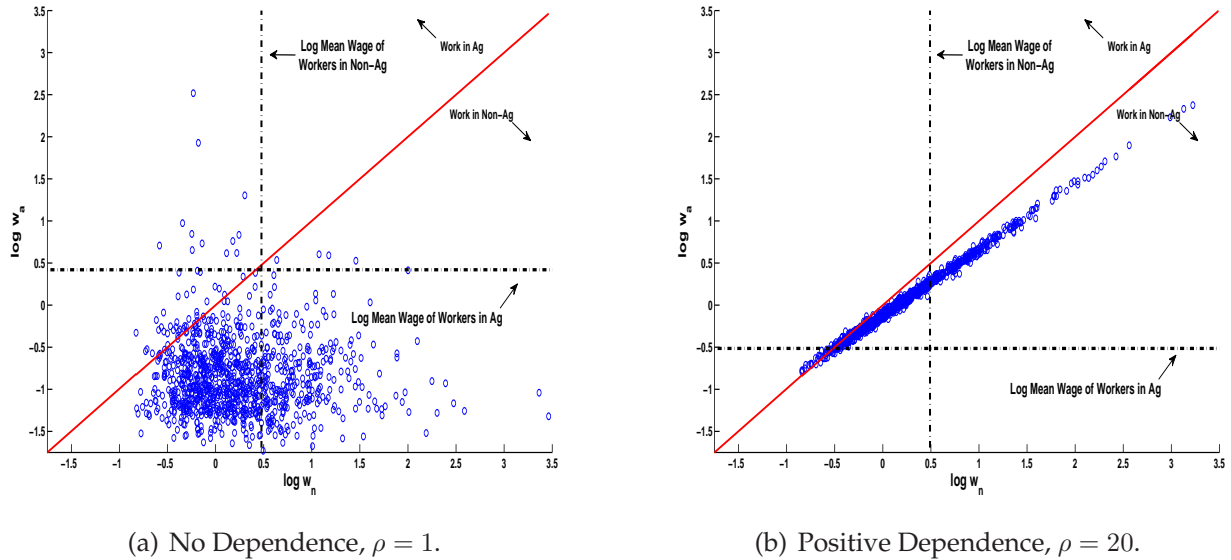 3.5
3
2.5
2
1.5
1
0.5
0
−0.5
−1
−1.5
log wa
−1.5 −1 −0.5 0 0.5 1 1.5 2 2.5 3 3.5
log wn
Log Mean Wage of
Workers in Non−Ag
Work in Ag
Work in Non−Ag
Log Mean Wage of Workers in Ag
(a) No Dependence, ρ = 1.
3.5
3
2.5
2
1.5
1
0.5
0
−0.5
−1
−1.5
log wa
−1.5 −1 −0.5 0 0.5 1 1.5 2 2.5 3 3.5
log wn
Log Mean Wage of
Workers in Non−Ag
Work in Ag
Work in Non−Ag
Log Mean Wage of Workers in Ag
(b) Positive Dependence, ρ = 20.